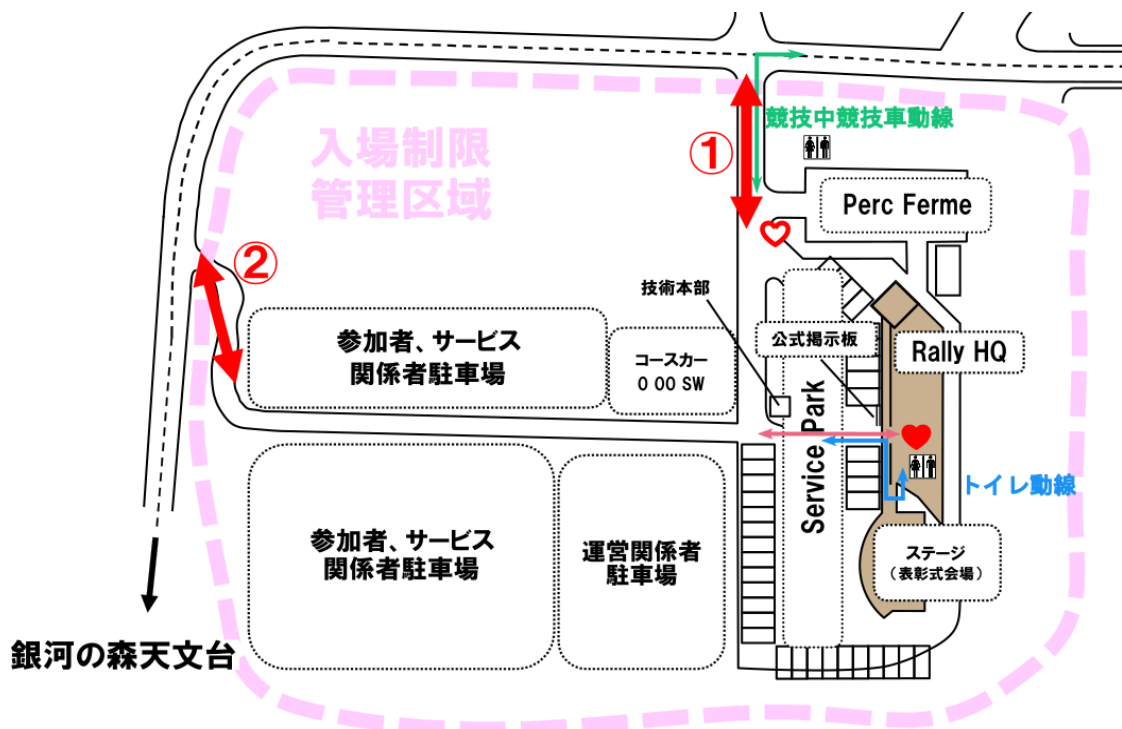 競技中競技車動線
入場制限
管理区域
①
Perc Ferme
②
技術本部
参加者、サービス
関係者駐車場
コースカー
0 00 SW
公式掲示板
Rally HQ
Service Park
トイレ動線
参加者、サービス
関係者駐車場
運営関係者
駐車場
ステージ
（表彰式会場）
銀河の森天文台